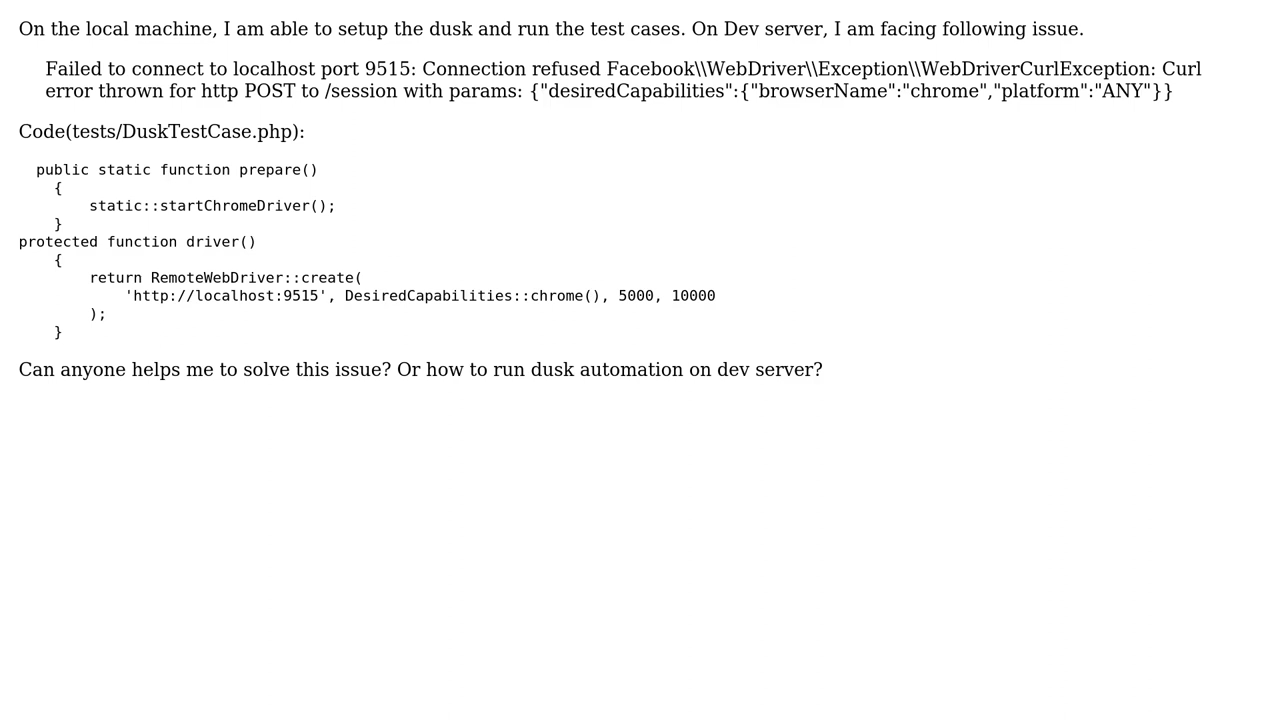 On the local machine, I am able to setup the dusk and run the test cases. On Dev server, I am facing following issue.
Failed to connect to localhost port 9515: Connection refused Facebook\\WebDriver\\Exception\\WebDriverCurlException: Curl
error thrown for http POST to /session with params: {"desiredCapabilities":{"browserName":"chrome","platform":"ANY"}}
Code(tests/DuskTestCase.php):
  public static function prepare()
    {
        static::startChromeDriver();
    }
protected function driver()
    {
        return RemoteWebDriver::create(
            'http://localhost:9515', DesiredCapabilities::chrome(), 5000, 10000
        );
    }
Can anyone helps me to solve this issue? Or how to run dusk automation on dev server?